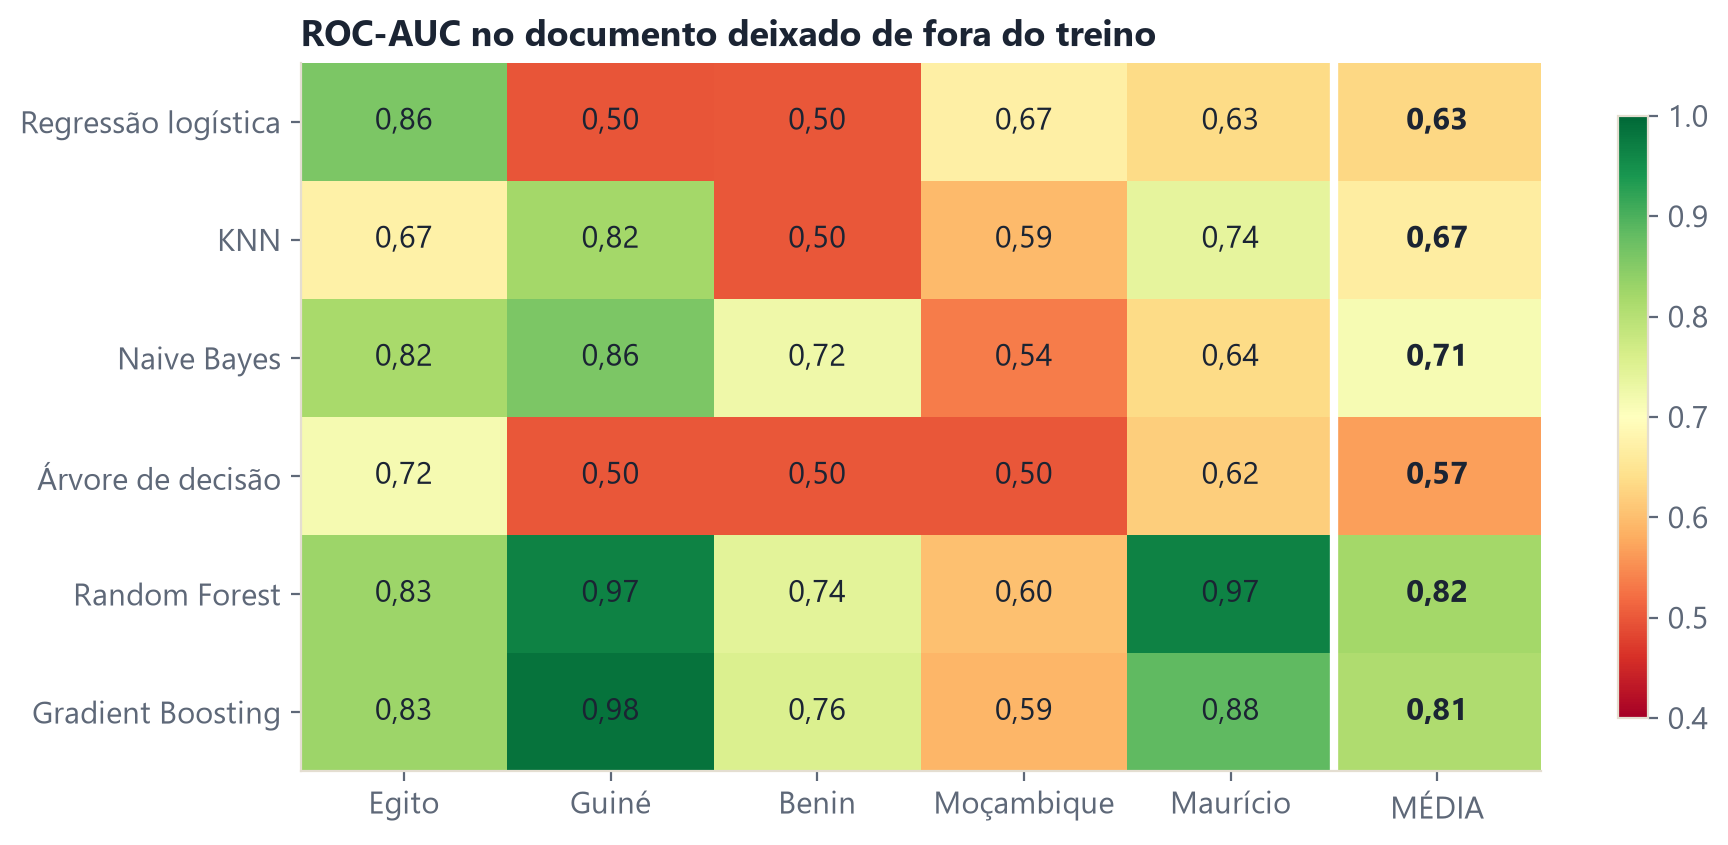 ROC-AUC no documento deixado de fora do treino
Regressão logística 0,86 0,50 0,50 0,67 0,63 0,63
KNN 0,67 0,82 0,50 0,59 0,74 0,67
Naive Bayes 0,82 0,86 0,72 0,54 0,64 0,71
Árvore de decisão 0,72 0,50 0,50 0,50 0,62 0,57
Random Forest 0,83 0,97 0,74 0,60 0,97 0,82
Gradient Boosting 0,83 0,98 0,76 0,59 0,88 0,81
Egito Guiné Benin Moçambique Maurício MÉDIA
1.0
0.9
0.8
0.7
0.6
0.5
0.4